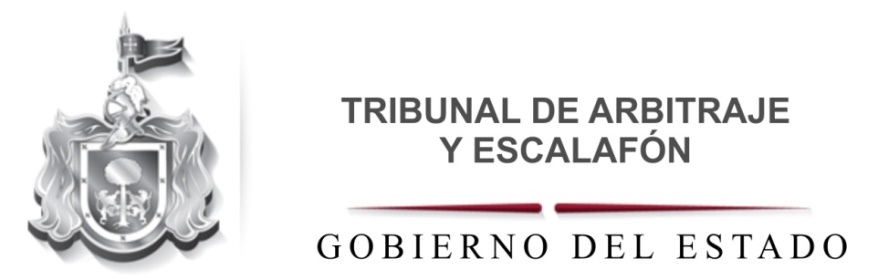 TRIBUNAL DE ARBITRAJE
Y ESCALAFÓN
GOBIERNO DEL ESTADO